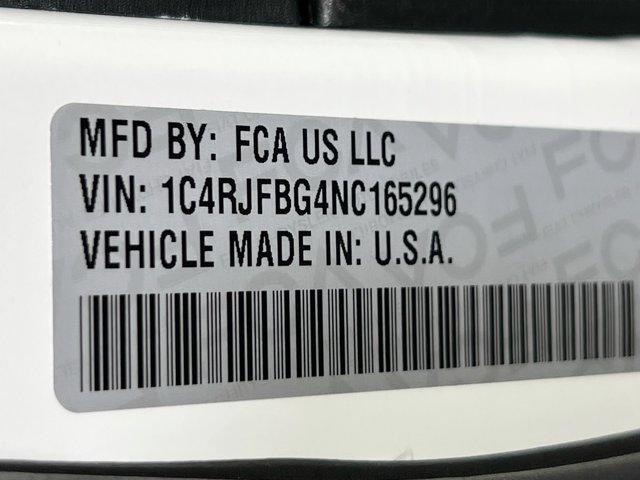 MFD BY: FCA US LLC
VIN: 1C4RJFBG4NC165296
VEHICLE MADE IN: U.S.A.